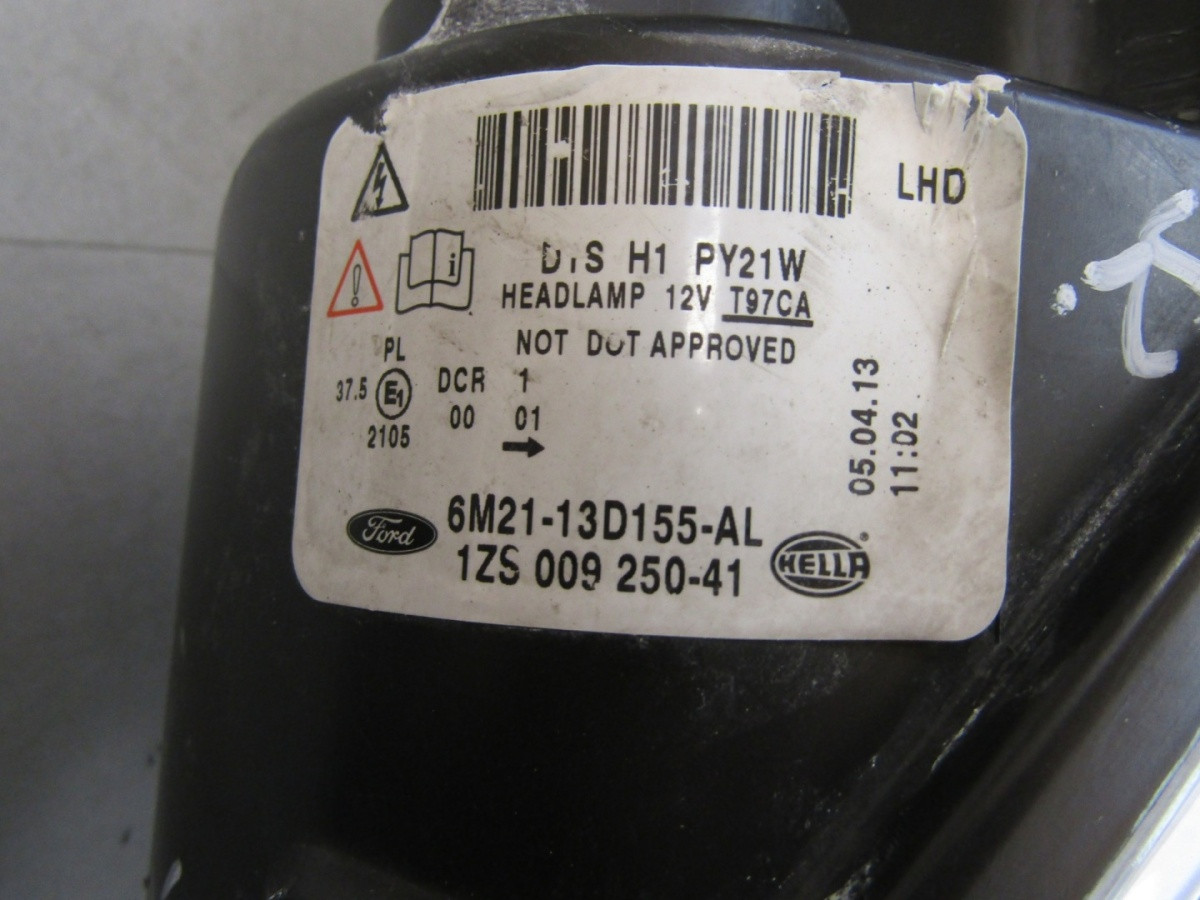 LHD
D1S H1 PY21W
HEADLAMP 12V T97CA
NOT DOT APPROVED
PL
37.5 E1 DCR 1
2105 00 01
05.04.13
11:02
Ford 6M21-13D155-AL
1ZS 009 250-41 HELLA